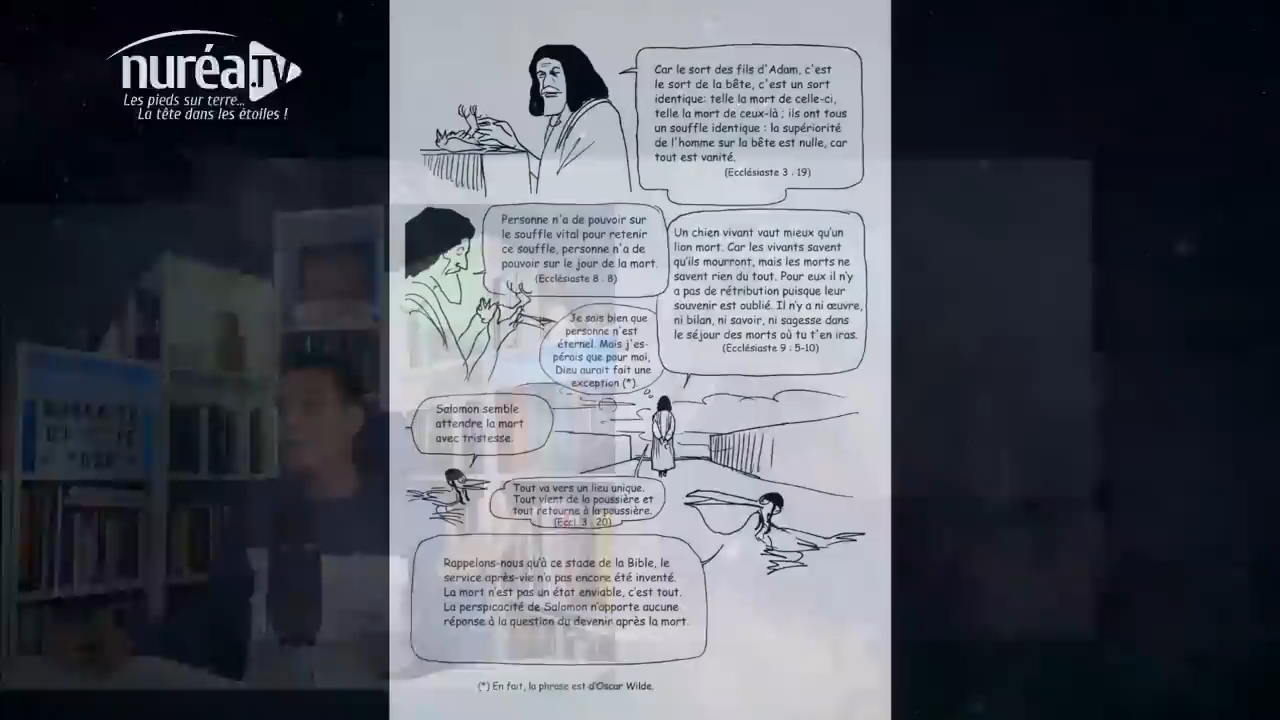 nuréa.TV
Les pieds sur terre...
La tête dans les étoiles !
Car le sort des fils d'Adam, c'est
le sort de la bête, c'est un sort
identique: telle la mort de celle-ci,
telle la mort de ceux-là ; ils ont tous
un souffle identique : la supériorité
de l'homme sur la bête est nulle, car
tout est vanité.
(Ecclésiaste 3 : 19)
Personne n'a de pouvoir sur
le souffle vital pour retenir
ce souffle, personne n'a de
pouvoir sur le jour de la mort.
(Ecclésiaste 8 : 8)
Un chien vivant vaut mieux qu'un
lion mort. Car les vivants savent
qu'ils mourront, mais les morts ne
savent rien du tout. Pour eux il n'y
a pas de rétribution puisque leur
souvenir est oublié. Il n'y a ni œuvre,
ni bilan, ni savoir, ni sagesse dans
le séjour des morts où tu t'en iras.
(Ecclésiaste 9 : 5-10)
Je sais bien que
personne n'est
éternel. Mais j'es-
pérais que pour moi,
Dieu aurait fait une
exception (*)
Salomon semble
attendre la mort
avec tristesse.
Tout va vers un lieu unique.
Tout vient de la poussière et
tout retourne à la poussière.
(Eccl. 3 : 20)
Rappelons-nous qu'à ce stade de la Bible, le
service après-vie n'a pas encore été inventé.
La mort n'est pas un état enviable, c'est tout.
La perspicacité de Salomon n'apporte aucune
réponse à la question du devenir après la mort.
(*) En fait, la phrase est d'Oscar Wilde.